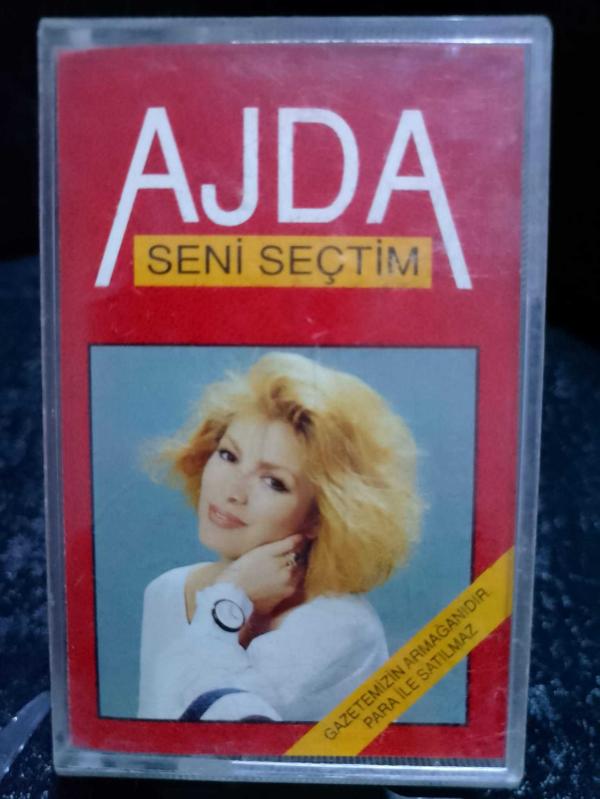 AJDA
SENİ SEÇTİM
GAZETEMİZİN ARMAĞANIDIR
PARA İLE SATILMAZ